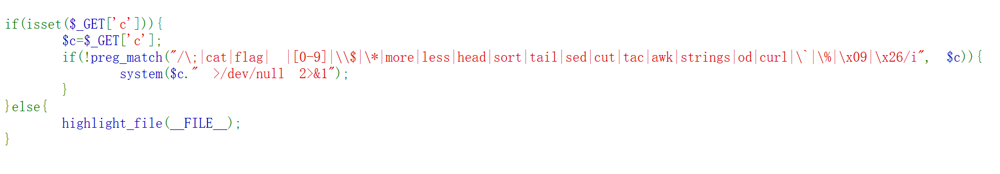 if(isset($_GET['c'])){
        $c=$_GET['c'];
        if(!preg_match("/\;|cat|flag|  |[0-9]|\\$|\*|more|less|head|sort|tail|sed|cut|tac|awk|strings|od|curl|\`|\%|\x09|\x26/i",  $c)){
                system($c."  >/dev/null  2>&1");
        }
}else{
        highlight_file(__FILE__);
}